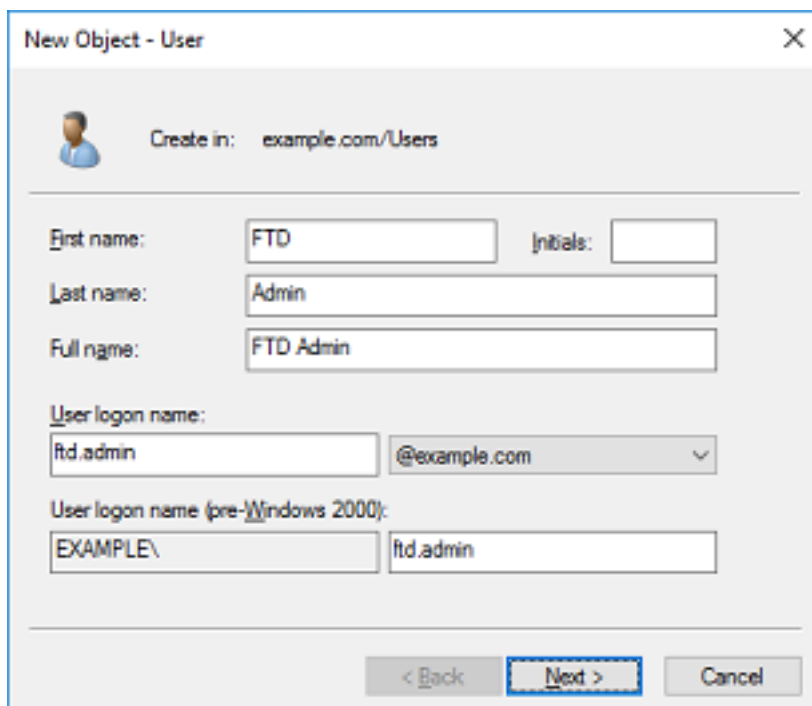 New Object - User
Create in: example.com/Users
First name: FTD Initials:
Last name: Admin
Full name: FTD Admin
User logon name:
ftd.admin @example.com
User logon name (pre-Windows 2000):
EXAMPLE\ ftd.admin
< Back Next > Cancel